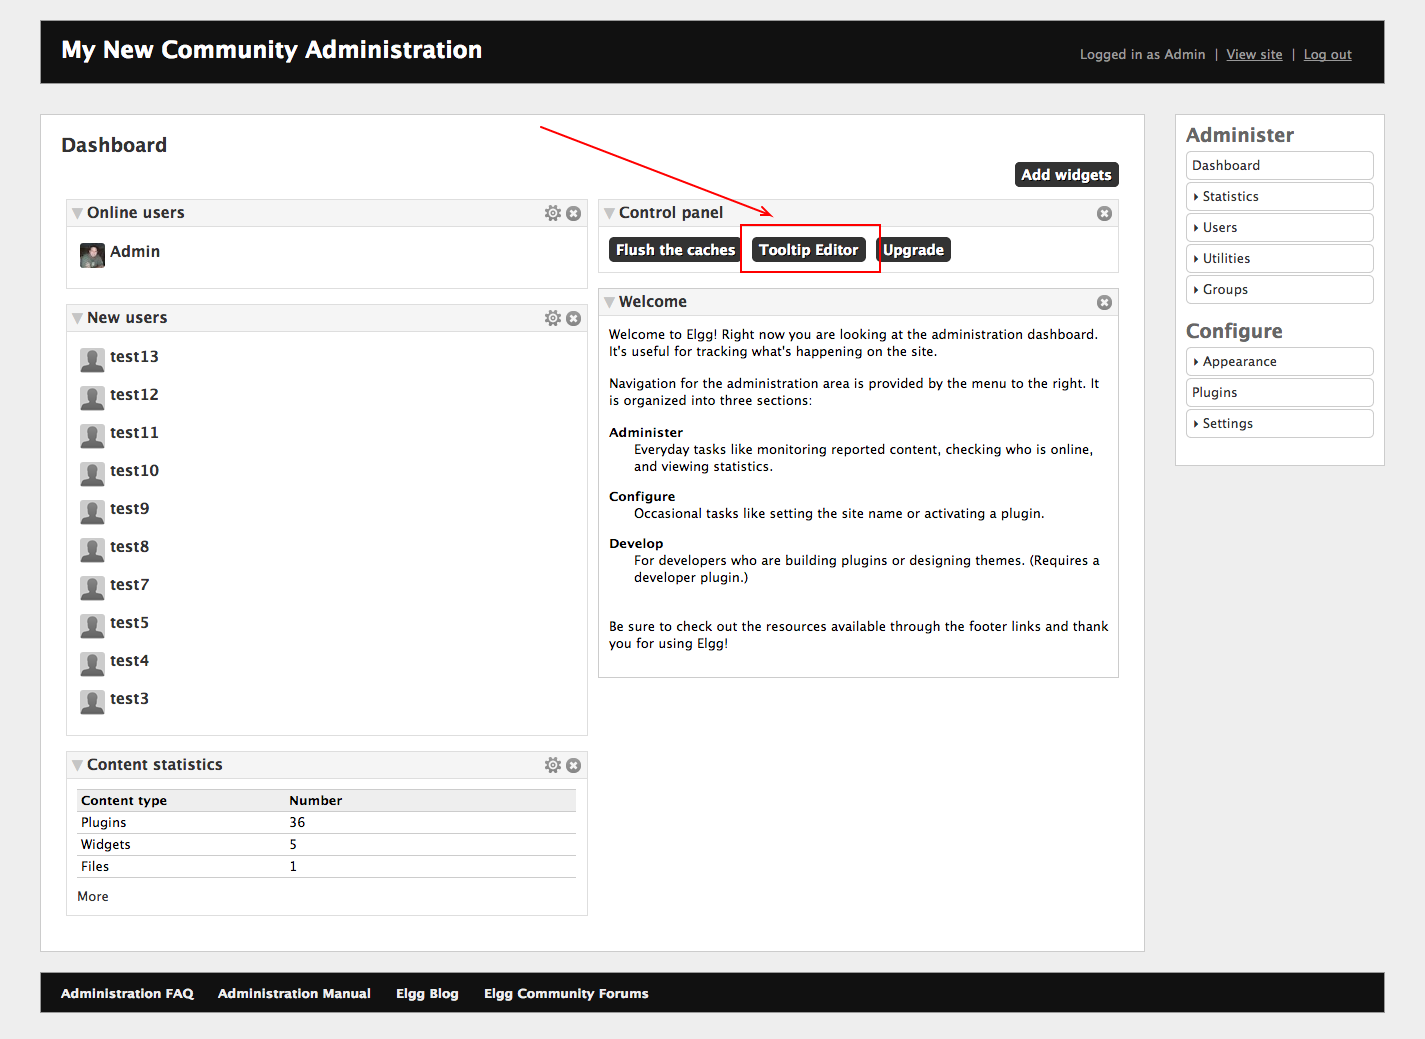 My New Community Administration
Logged in as Admin | View site | Log out
Dashboard
Add widgets
Online users
Admin
New users
test13
test12
test11
test10
test9
test8
test7
test5
test4
test3
Content statistics
Content type Number
Plugins 36
Widgets 5
Files 1
More
Control panel
Flush the caches Tooltip Editor Upgrade
Welcome
Welcome to Elgg! Right now you are looking at the administration dashboard.
It's useful for tracking what's happening on the site.
Navigation for the administration area is provided by the menu to the right. It
is organized into three sections:
Administer
Everyday tasks like monitoring reported content, checking who is online,
and viewing statistics.
Configure
Occasional tasks like setting the site name or activating a plugin.
Develop
For developers who are building plugins or designing themes. (Requires a
developer plugin.)
Be sure to check out the resources available through the footer links and thank
you for using Elgg!
Administer
Dashboard
Statistics
Users
Utilities
Groups
Configure
Appearance
Plugins
Settings
Administration FAQ Administration Manual Elgg Blog Elgg Community Forums